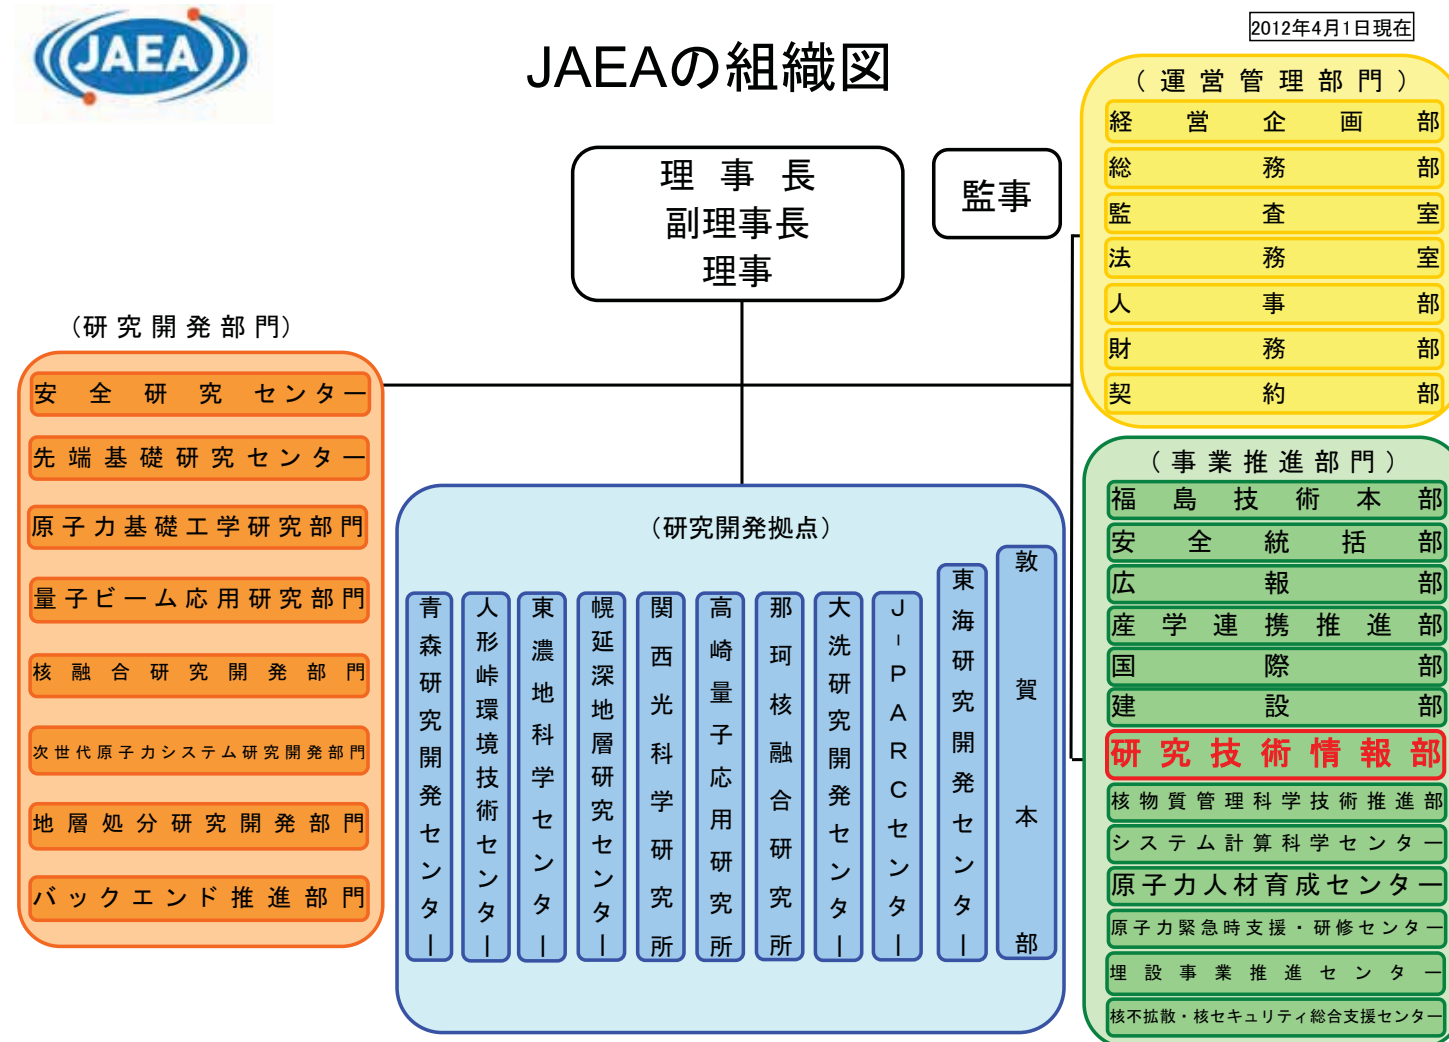 JAEA
JAEAの組織図
2012年4月1日現在
理事長
副理事長
理事
監事
(運営管理部門)
経営企画部
総務部
監査室
法務室
人事部
財務部
契約部
(研究開発部門)
安全研究センター
先端基礎研究センター
原子力基礎工学研究部門
量子ビーム応用研究部門
核融合研究開発部門
次世代原子力システム研究開発部門
地層処分研究開発部門
バックエンド推進部門
(研究開発拠点)
敦賀本部
東海研究開発センター
J-PARCセンター
大洗研究開発センター
那珂核融合研究所
高崎量子応用研究所
関西光科学研究所
幌延深地層研究センター
東濃地科学センター
人形峠環境技術センター
青森研究開発センター
(事業推進部門)
福島技術本部
安全統括部
広報部
産学連携推進部
国際部
建設部
研究技術情報部
核物質管理科学技術推進部
システム計算科学センター
原子力人材育成センター
原子力緊急時支援・研修センター
埋設事業推進センター
核不拡散・核セキュリティ総合支援センター